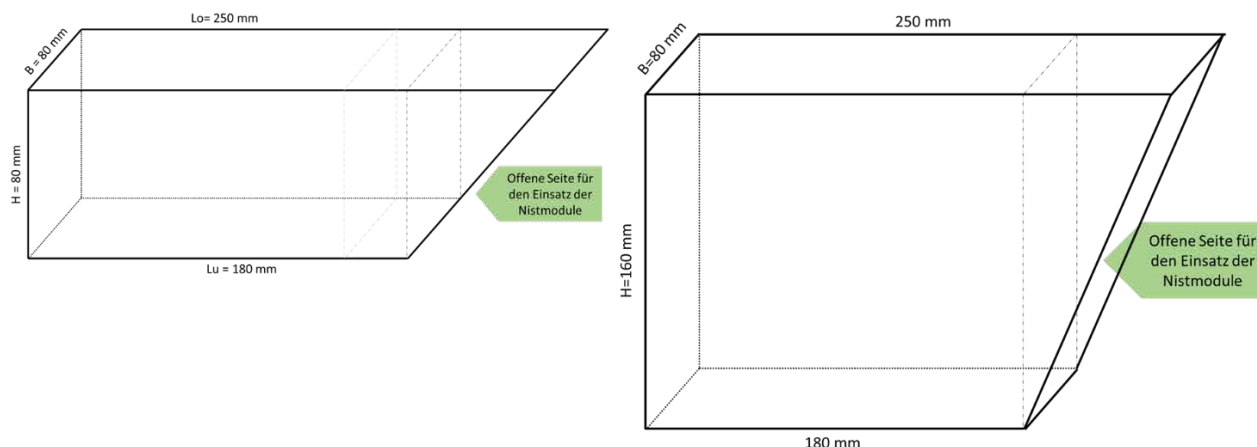 Lo= 250 mm
B = 80 mm
H = 80 mm
Offene Seite für
den Einsatz der
Nistmodule
Lu = 180 mm
250 mm
B=80 mm
H=160 mm
Offene Seite für
den Einsatz der
Nistmodule
180 mm